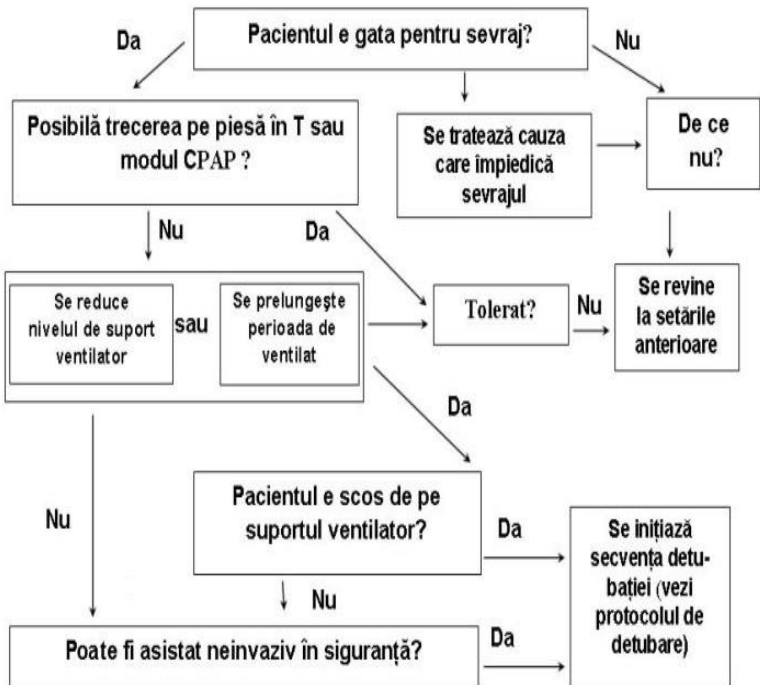 Da
Pacientul e gata pentru sevraj?
Nu
Posibilă trecerea pe piesă în T sau
modul CPAP ?
Se tratează cauza
care împiedică
sevrajul
De ce
nu?
Nu
Da
Se reduce
nivelul de suport
ventilator
sau
Se prelungește
perioada de
ventilat
Tolerat?
Nu
Se revine
la setările
anterioare
Da
Nu
Pacientul e scos de pe
suportul ventilator?
Da
Se inițiază
secvența detu-
bației (vezi
protocolul de
detubare)
Nu
Poate fi asistat neinvaziv în siguranță?
Da